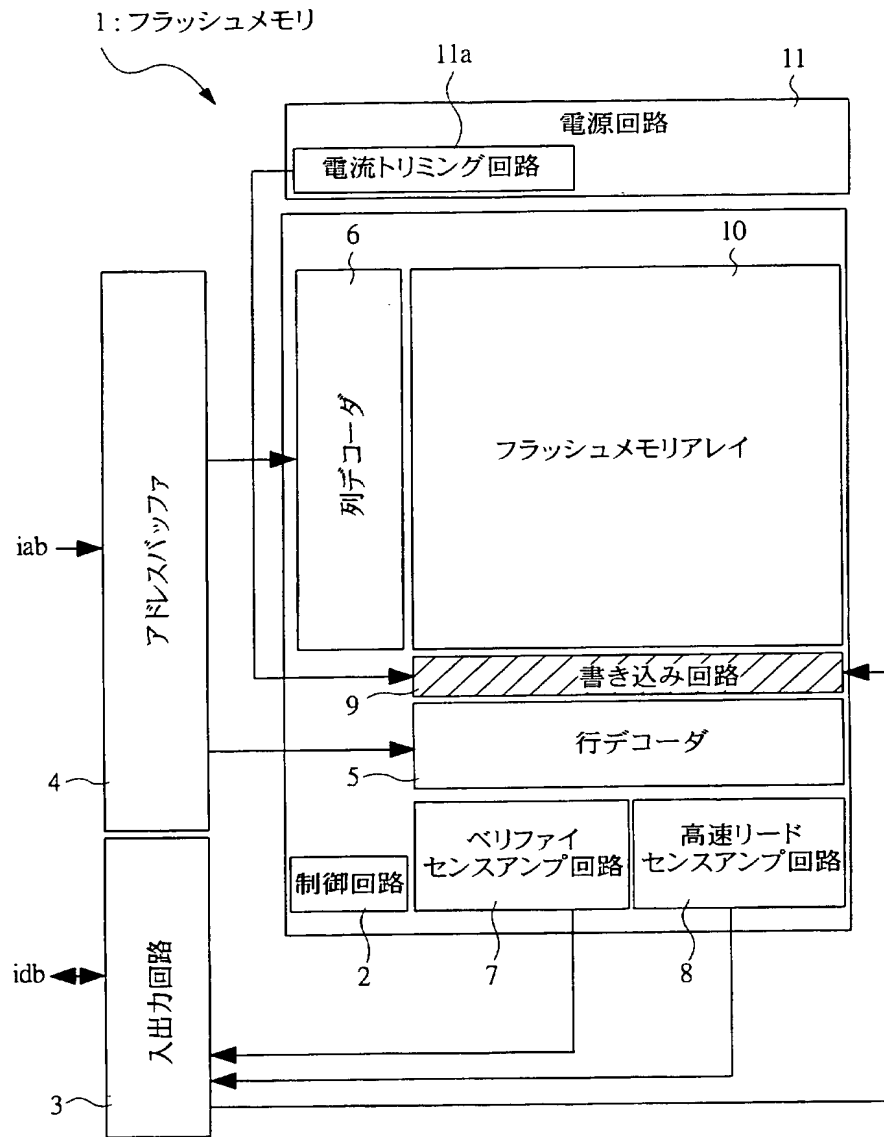 1:フラッシュメモリ
11a
11
電源回路
電流トリミング回路
6
10
列デコーダ
フラッシュメモリアレイ
アドレスバッファ
iab
書き込み回路
9
行デコーダ
5
4
ベリファイ
センスアンプ回路
高速リード
センスアンプ回路
制御回路
2
7
8
idb
入出力回路
3